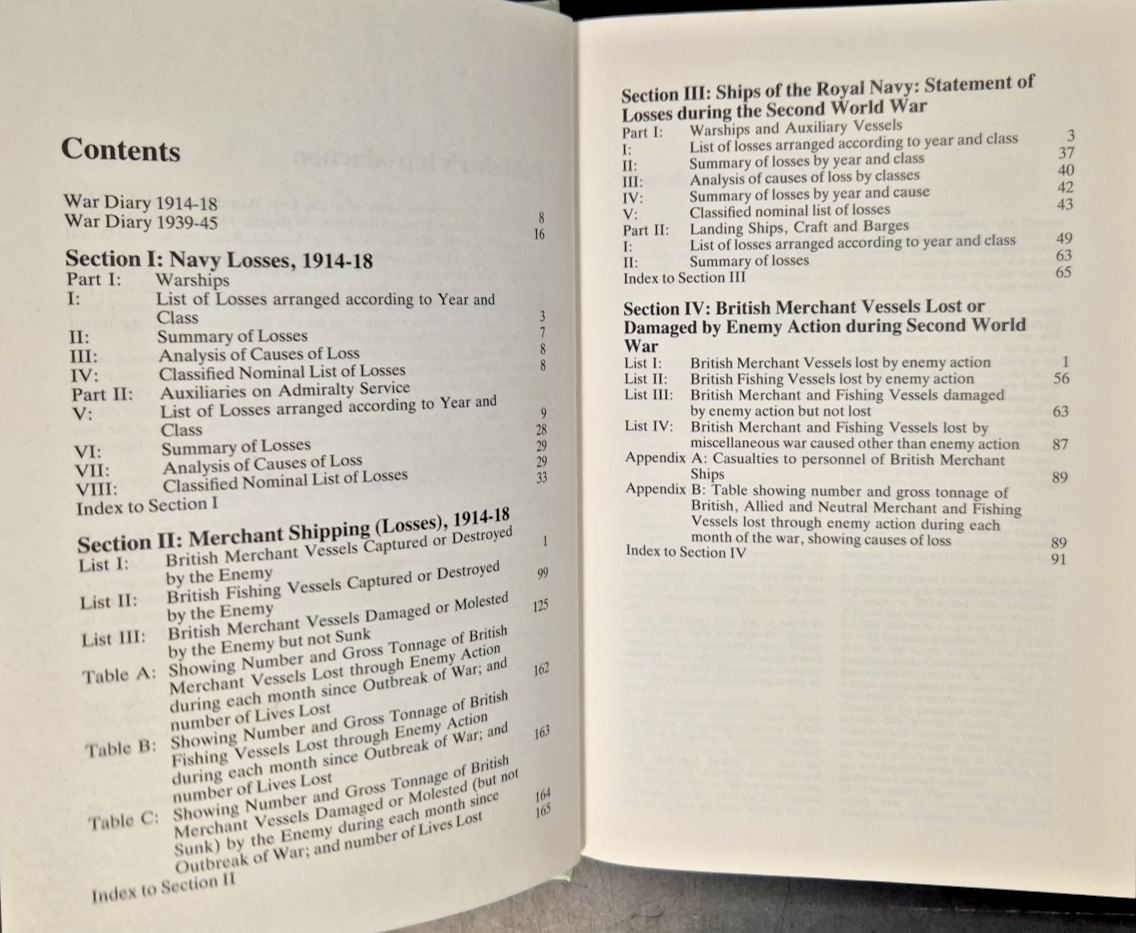 Contents
War Diary 1914-18 8
War Diary 1939-45 16
Section I: Navy Losses, 1914-18
Part I: Warships
I: List of Losses arranged according to Year and
Class 3
II: Summary of Losses 7
III: Analysis of Causes of Loss 8
IV: Classified Nominal List of Losses 8
Part II: Auxiliaries on Admiralty Service
V: List of Losses arranged according to Year and
Class 9
VI: Summary of Losses 28
VII: Analysis of Causes of Loss 29
VIII: Classified Nominal List of Losses 29
Index to Section I 33
Section II: Merchant Shipping (Losses), 1914-18
List I: British Merchant Vessels Captured or Destroyed
by the Enemy 1
List II: British Fishing Vessels Captured or Destroyed
by the Enemy 99
List III: British Merchant Vessels Damaged or Molested
by the Enemy but not Sunk 125
Table A: Showing Number and Gross Tonnage of British
Merchant Vessels Lost through Enemy Action
during each month since Outbreak of War; and
number of Lives Lost 162
Table B: Showing Number and Gross Tonnage of British
Fishing Vessels Lost through Enemy Action
during each month since Outbreak of War; and
number of Lives Lost 163
Table C: Showing Number and Gross Tonnage of British
Merchant Vessels Damaged or Molested (but not
Sunk) by the Enemy during each month since
Outbreak of War; and number of Lives Lost 164
Index to Section II 165
Section III: Ships of the Royal Navy: Statement of
Losses during the Second World War
Part I: Warships and Auxiliary Vessels
I: List of losses arranged according to year and class 3
II: Summary of losses by year and class 37
III: Analysis of causes of loss by classes 40
IV: Summary of losses by year and cause 42
V: Classified nominal list of losses 43
Part II: Landing Ships, Craft and Barges
I: List of losses arranged according to year and class 49
II: Summary of losses 63
Index to Section III 65
Section IV: British Merchant Vessels Lost or
Damaged by Enemy Action during Second World
War
List I: British Merchant Vessels lost by enemy action 1
List II: British Fishing Vessels lost by enemy action 56
List III: British Merchant and Fishing Vessels damaged
by enemy action but not lost 63
List IV: British Merchant and Fishing Vessels lost by
miscellaneous war caused other than enemy action 87
Appendix A: Casualties to personnel of British Merchant
Ships 89
Appendix B: Table showing number and gross tonnage of
British, Allied and Neutral Merchant and Fishing
Vessels lost through enemy action during each
month of the war, showing causes of loss 89
Index to Section IV 91